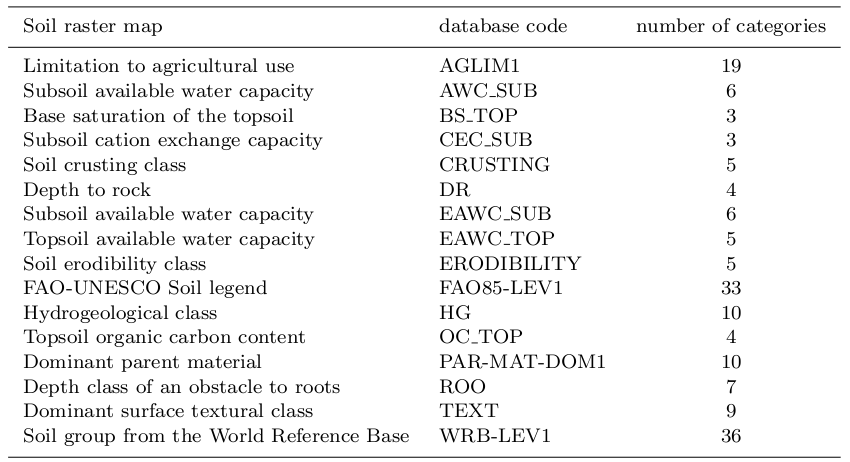 Soil raster map database code number of categories
Limitation to agricultural use AGLIM1 19
Subsoil available water capacity AWC_SUB 6
Base saturation of the topsoil BS_TOP 3
Subsoil cation exchange capacity CEC_SUB 3
Soil crusting class CRUSTING 5
Depth to rock DR 4
Subsoil available water capacity EAWC_SUB 6
Topsoil available water capacity EAWC_TOP 5
Soil erodibility class ERODIBILITY 5
FAO-UNESCO Soil legend FAO85-LEV1 33
Hydrogeological class HG 10
Topsoil organic carbon content OC_TOP 4
Dominant parent material PAR-MAT-DOM1 10
Depth class of an obstacle to roots ROO 7
Dominant surface textural class TEXT 9
Soil group from the World Reference Base WRB-LEV1 36